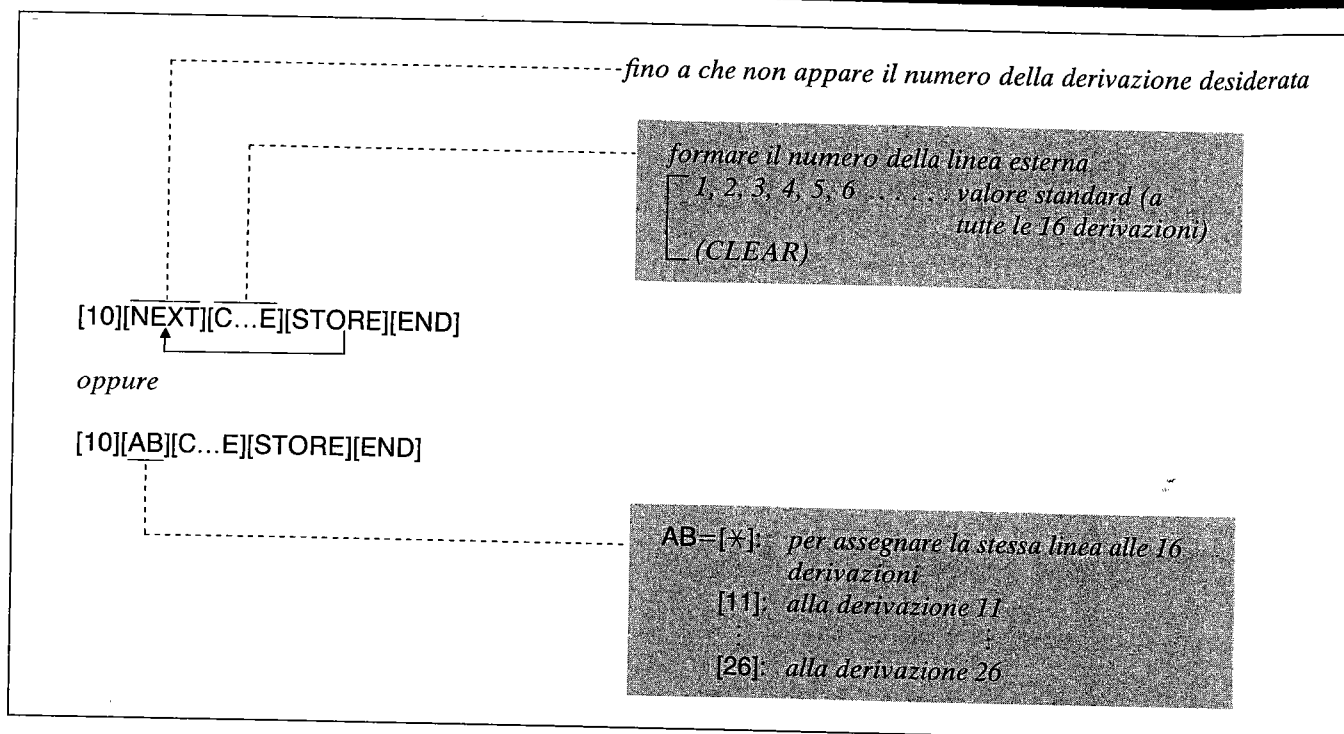 fino a che non appare il numero della derivazione desiderata
formare il numero della linea esterna
1, 2, 3, 4, 5, 6 . . . . . . valore standard (a
tutte le 16 derivazioni)
(CLEAR)
[10][NEXT][C...E][STORE][END]
oppure
[10][AB][C...E][STORE][END]
AB=[*]: per assegnare la stessa linea alle 16
derivazioni
[11]: alla derivazione 11
[26]: alla derivazione 26